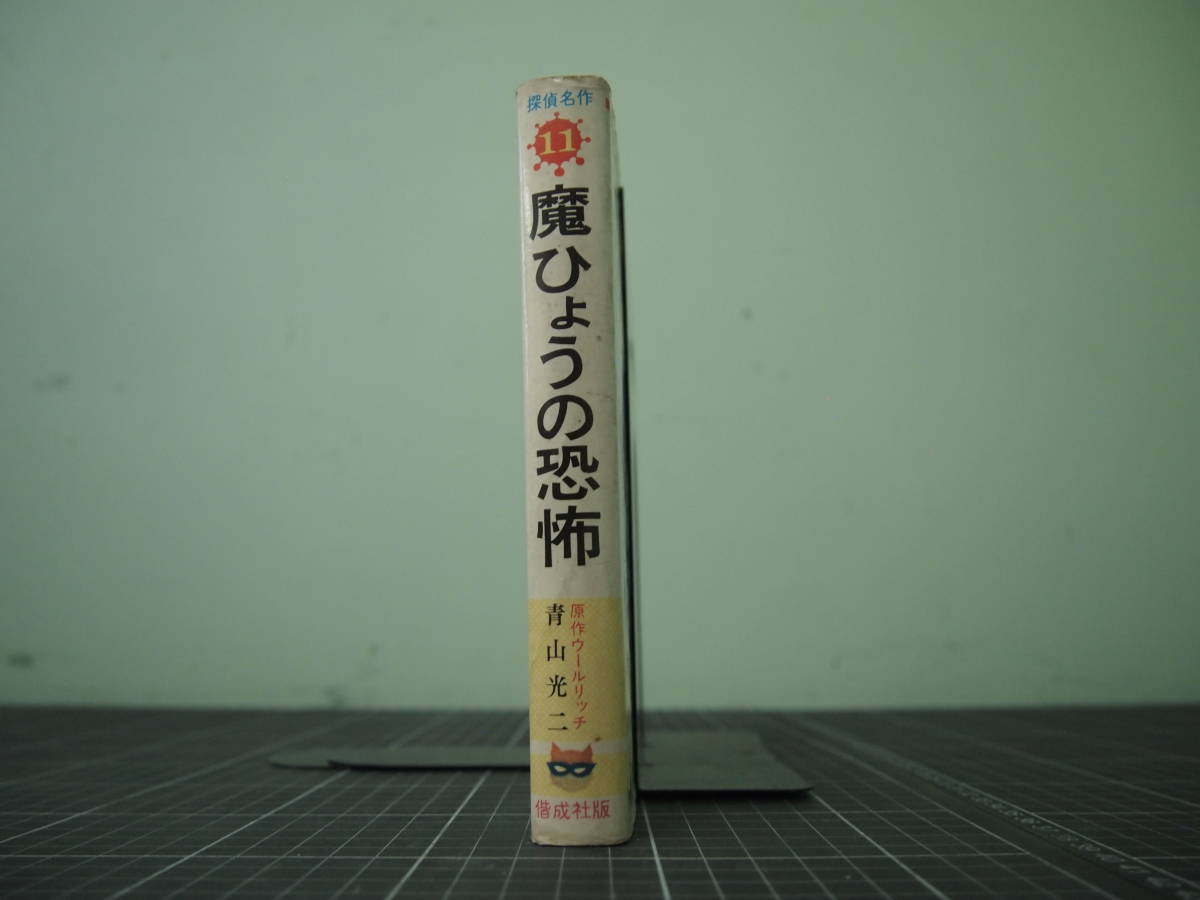 探偵名作
11
魔ひょうの恐怖
原作ウールリッチ
青山光二
偕成社版